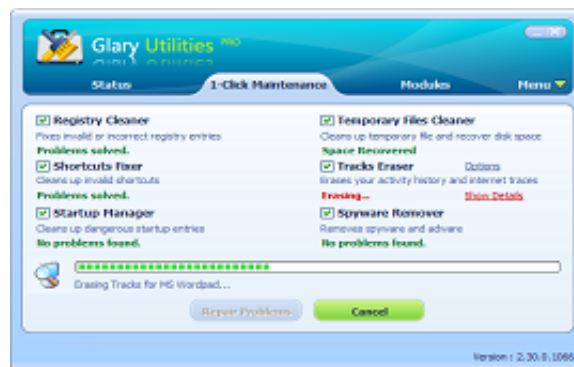 Glary Utilities PRO
Status
1-Click Maintenance
Modules
Menu
Registry Cleaner
Fixes invalid or incorrect registry entries
Problems solved.
Shortcuts Fixer
Cleans up invalid shortcuts
Problems solved.
Startup Manager
Cleans up dangerous startup entries
No problems found.
Temporary Files Cleaner
Cleans up temporary file and recover disk space
Space Recovered
Tracks Eraser Options
Erases your activity history and internet traces
Erasing... Show Details
Spyware Remover
Removes spyware and adware
No problems found.
Erasing Tracks for MS Wordpad...
Repair Problems
Cancel
Version : 2.30.0.1066